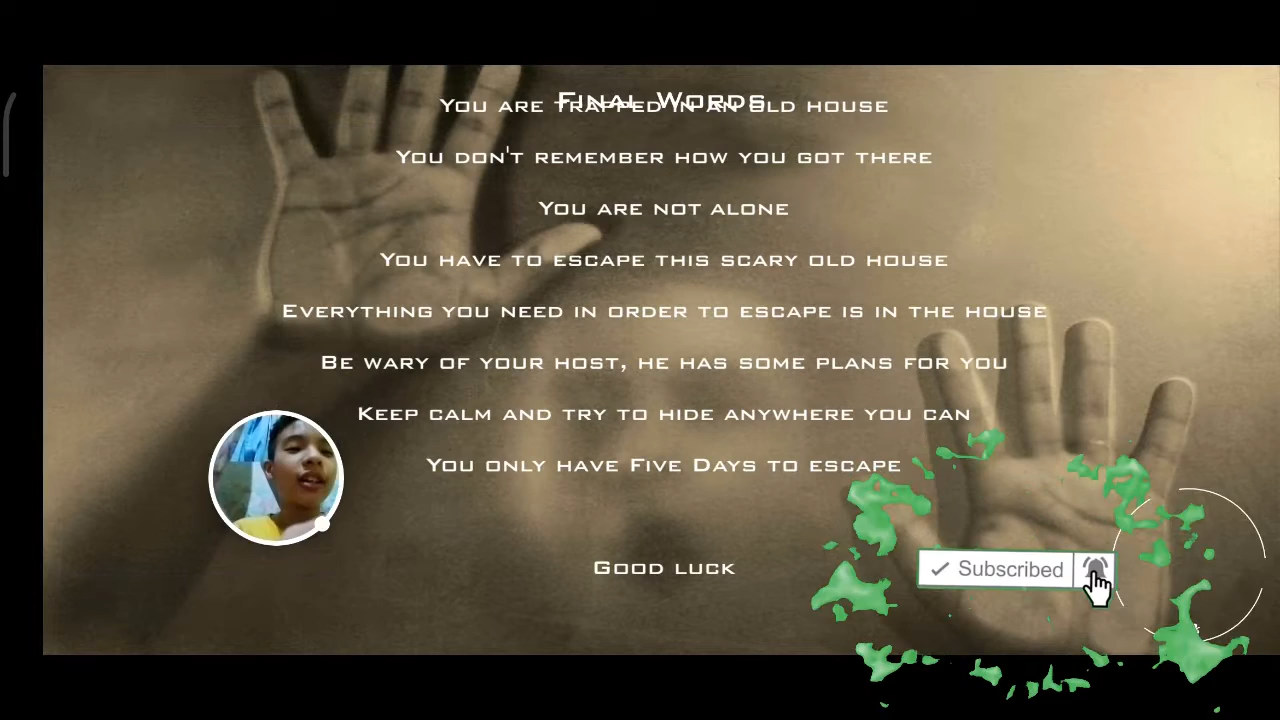 Final Words
You are trapped in an old house
You don't remember how you got there
You are not alone
You have to escape this scary old house
Everything you need in order to escape is in the house
Be wary of your host, he has some plans for you
Keep calm and try to hide anywhere you can
You only have Five Days to escape
Good luck
Subscribed